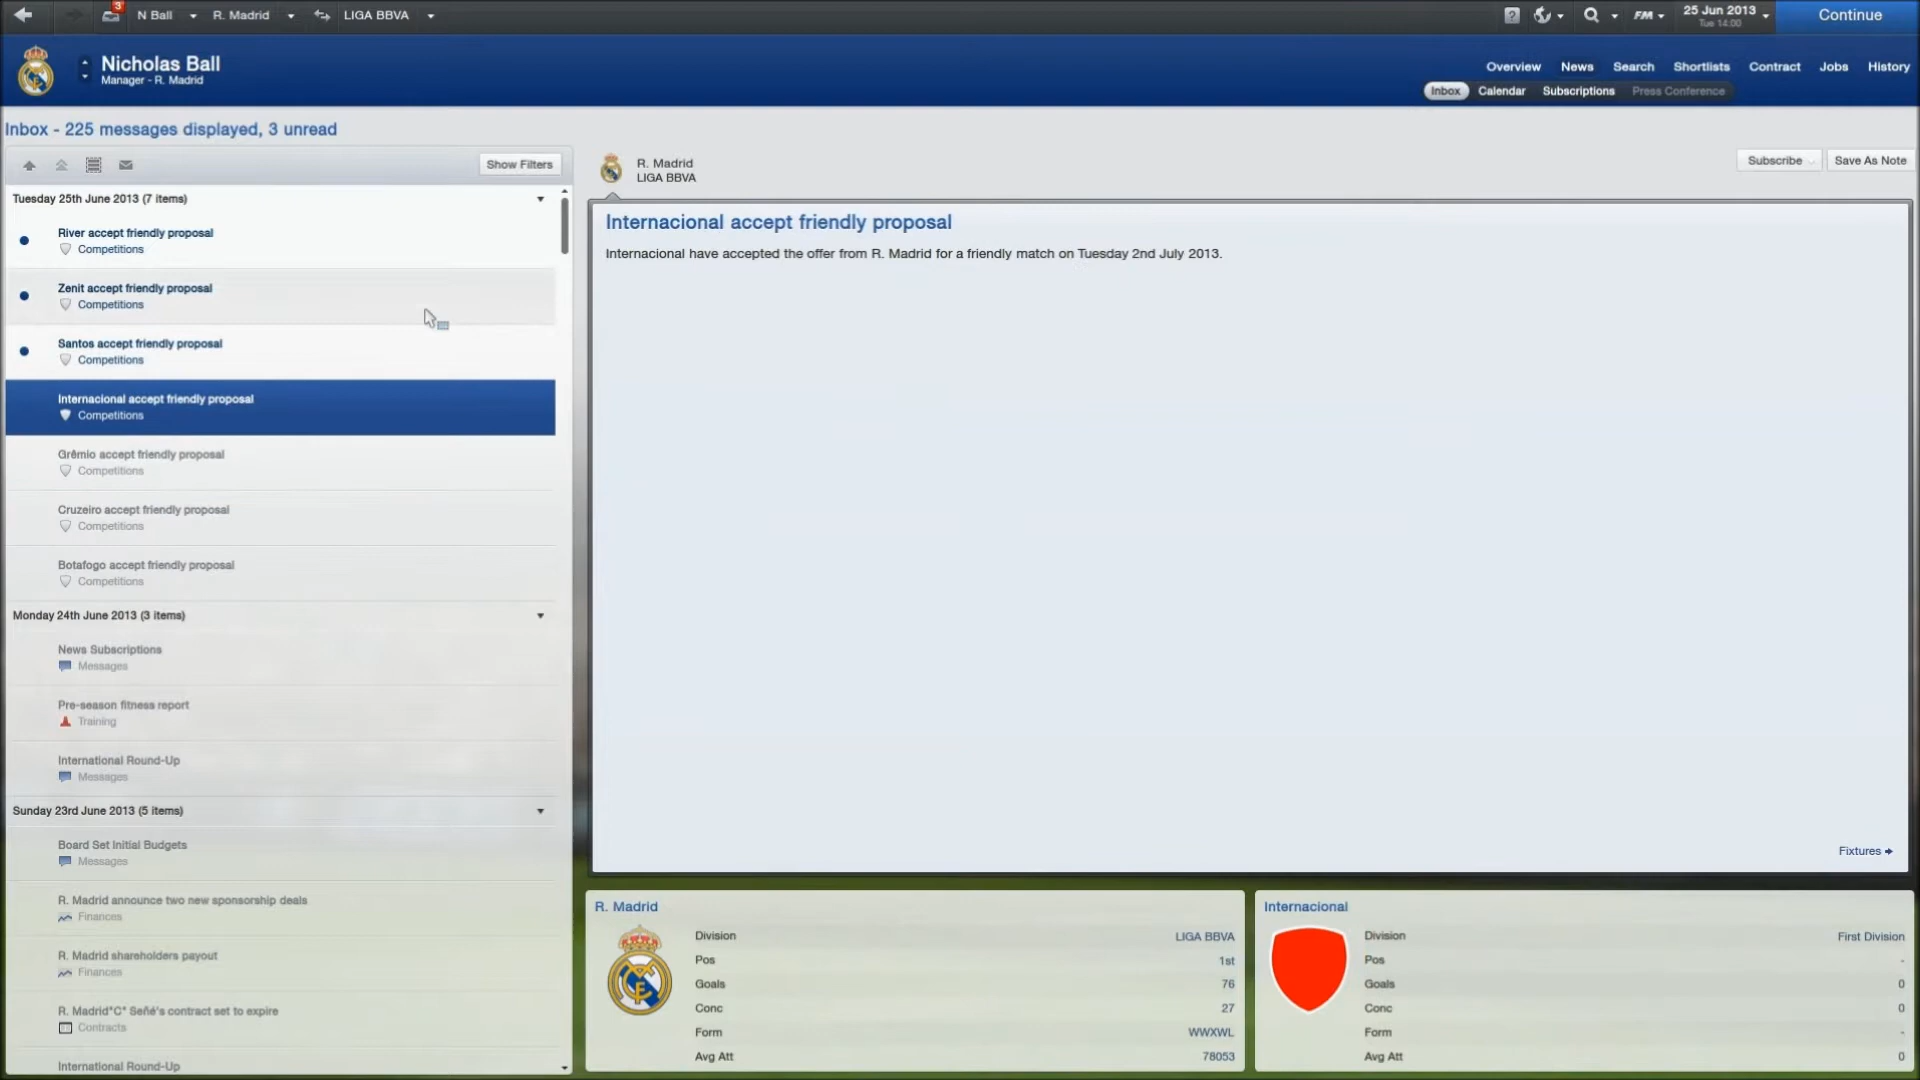 3
N Ball
R. Madrid
LIGA BBVA
?
FM
25 Jun 2013
Tue 14:00
Continue
Nicholas Ball
Manager - R. Madrid
Overview
News
Search
Shortlists
Contract
Jobs
History
Inbox
Calendar
Subscriptions
Press Conference
Inbox - 225 messages displayed, 3 unread
Show Filters
Tuesday 25th June 2013 (7 items)
River accept friendly proposal
Competitions
Zenit accept friendly proposal
Competitions
Santos accept friendly proposal
Competitions
Internacional accept friendly proposal
Competitions
Grêmio accept friendly proposal
Competitions
Cruzeiro accept friendly proposal
Competitions
Botafogo accept friendly proposal
Competitions
Monday 24th June 2013 (3 items)
News Subscriptions
Messages
Pre-season fitness report
Training
International Round-Up
Messages
Sunday 23rd June 2013 (5 items)
Board Set Initial Budgets
Messages
R. Madrid announce two new sponsorship deals
Finances
R. Madrid shareholders payout
Finances
R. Madrid"C" Señé's contract set to expire
Contracts
International Round-Up
R. Madrid
LIGA BBVA
Subscribe
Save As Note
Internacional accept friendly proposal
Internacional have accepted the offer from R. Madrid for a friendly match on Tuesday 2nd July 2013.
Fixtures
R. Madrid
Division LIGA BBVA
Pos 1st
Goals 76
Conc 27
Form WWXWL
Avg Att 78053
Internacional
Division First Division
Pos -
Goals 0
Conc 0
Form -
Avg Att 0